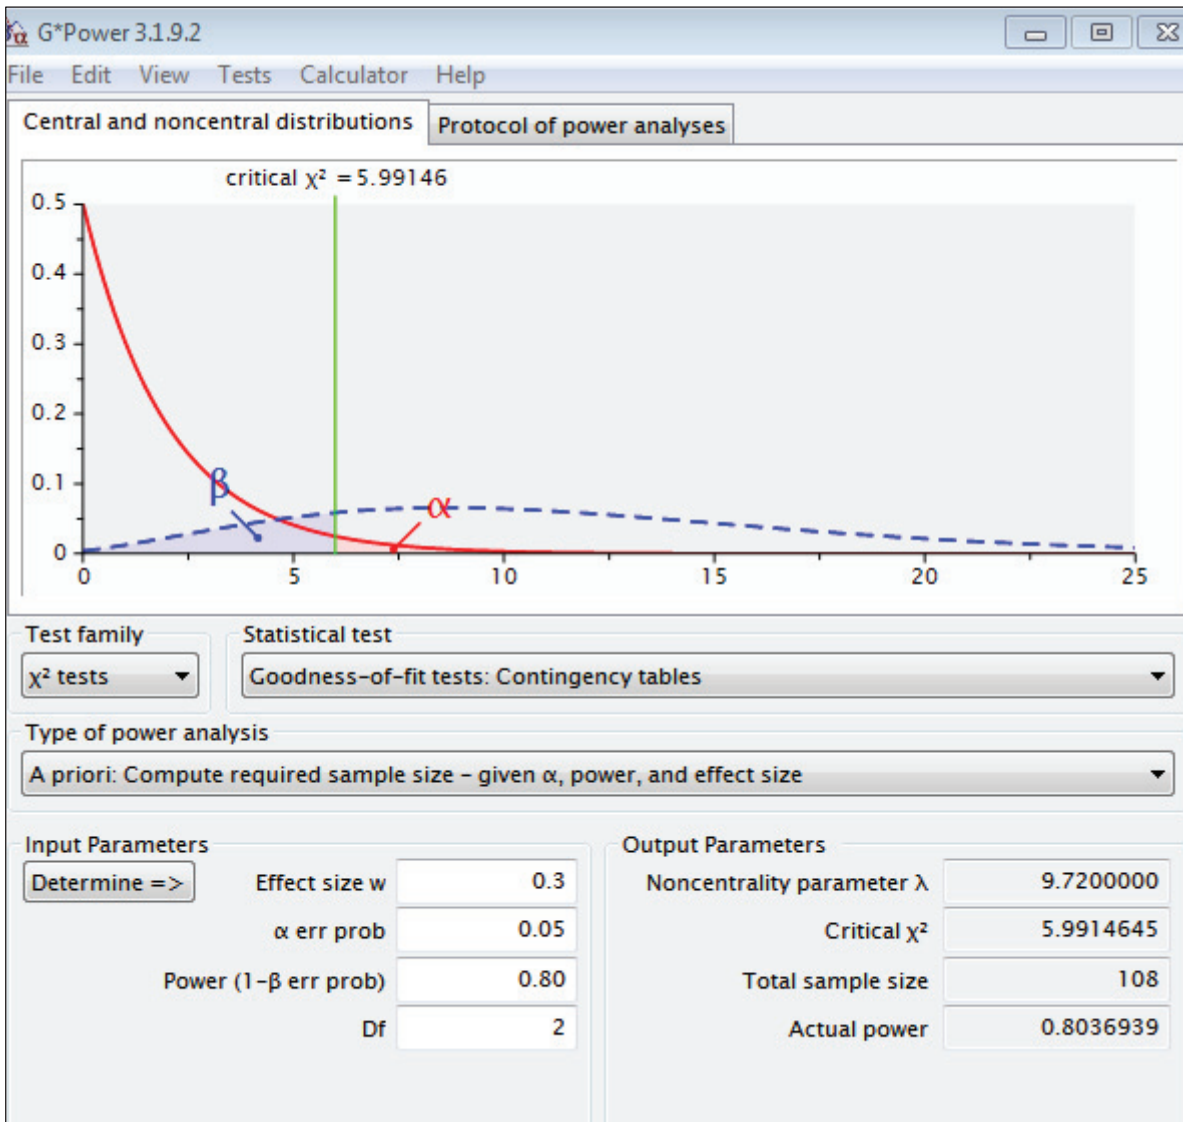 G*Power 3.1.9.2
File Edit View Tests Calculator Help
Central and noncentral distributions Protocol of power analyses
critical χ² = 5.99146
0.5
0.4
0.3
0.2
0.1
β
α
0
0 5 10 15 20 25
Test family Statistical test
χ² tests Goodness-of-fit tests: Contingency tables
Type of power analysis
A priori: Compute required sample size - given α, power, and effect size
Input Parameters Output Parameters
Determine => Effect size w 0.3 Noncentrality parameter λ 9.7200000
α err prob 0.05 Critical χ² 5.9914645
Power (1-β err prob) 0.80 Total sample size 108
Df 2 Actual power 0.8036939